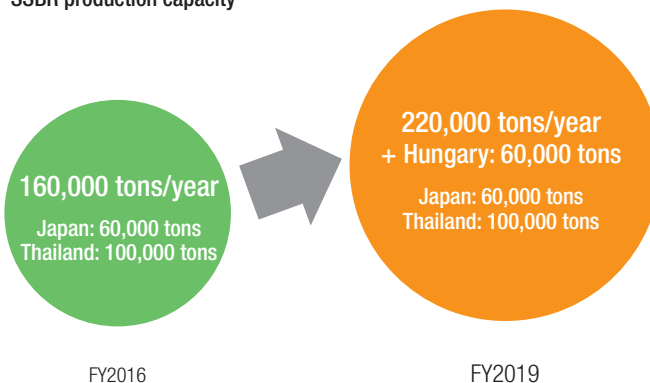 SSBR production capacity
160,000 tons/year
Japan: 60,000 tons
Thailand: 100,000 tons
220,000 tons/year
+ Hungary: 60,000 tons
Japan: 60,000 tons
Thailand: 100,000 tons
FY2016
FY2019